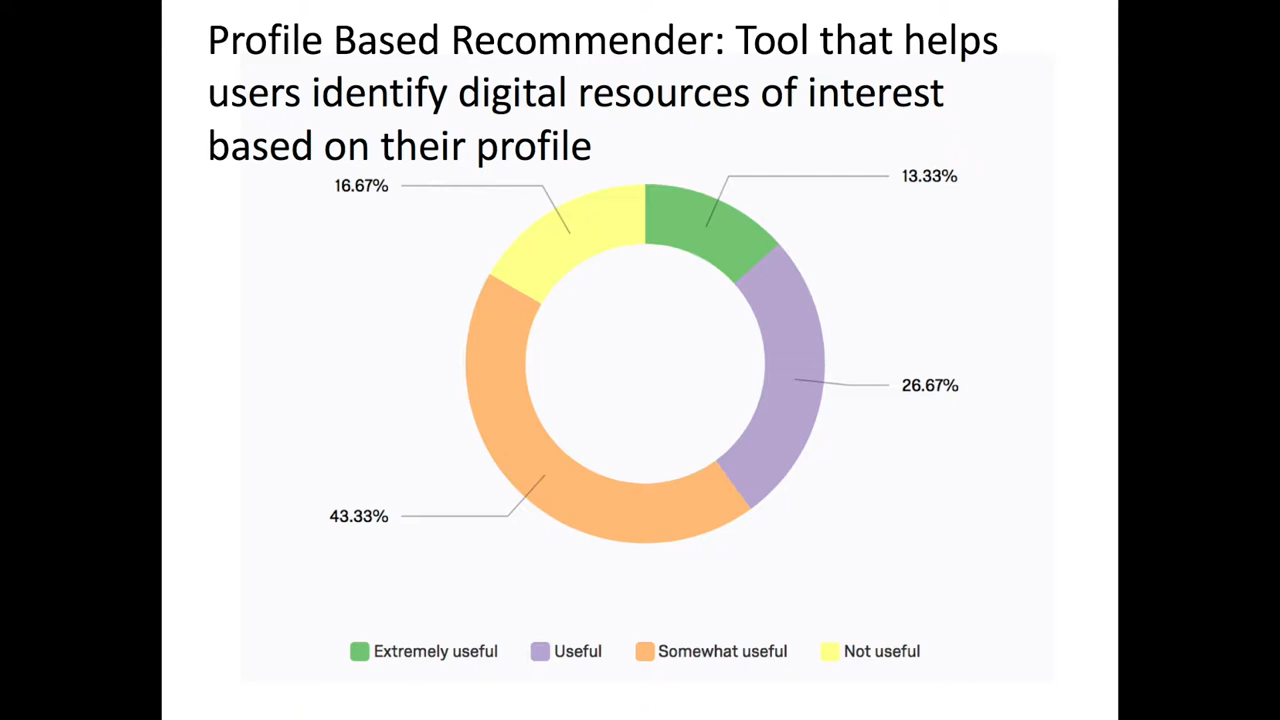 Profile Based Recommender: Tool that helps
users identify digital resources of interest
based on their profile
16.67%
13.33%
26.67%
43.33%
Extremely useful
Useful
Somewhat useful
Not useful